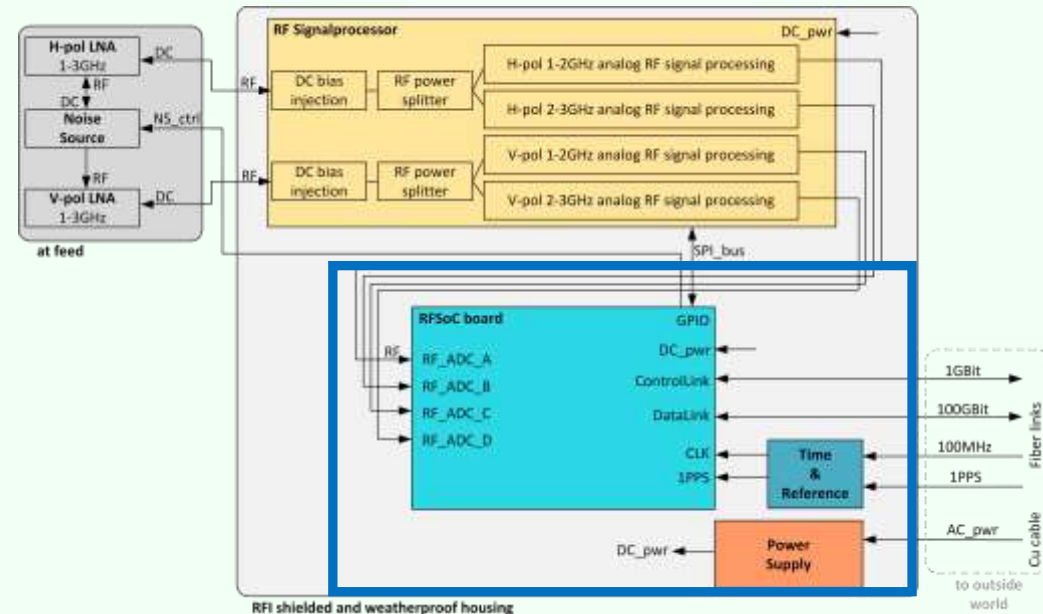 H-pol LNA
1-3GHz
RF
DC
Noise
Source
RF
V-pol LNA
1-3GHz
at feed
DC
NS_ctrl
DC
RF Signalprocessor
DC_pwr
RF
DC bias
injection
RF power
splitter
H-pol 1-2GHz analog RF signal processing
H-pol 2-3GHz analog RF signal processing
RF
DC bias
injection
RF power
splitter
V-pol 1-2GHz analog RF signal processing
V-pol 2-3GHz analog RF signal processing
SPI_bus
RFSoC board
GPIO
RF
RF_ADC_A
RF_ADC_B
RF_ADC_C
RF_ADC_D
DC_pwr
ControlLink
DataLink
CLK
1PPS
Time
&
Reference
DC_pwr
Power
Supply
1GBit
100GBit
100MHz
1PPS
AC_pwr
Fiber links
Cu cable
to outside
world
RFI shielded and weatherproof housing